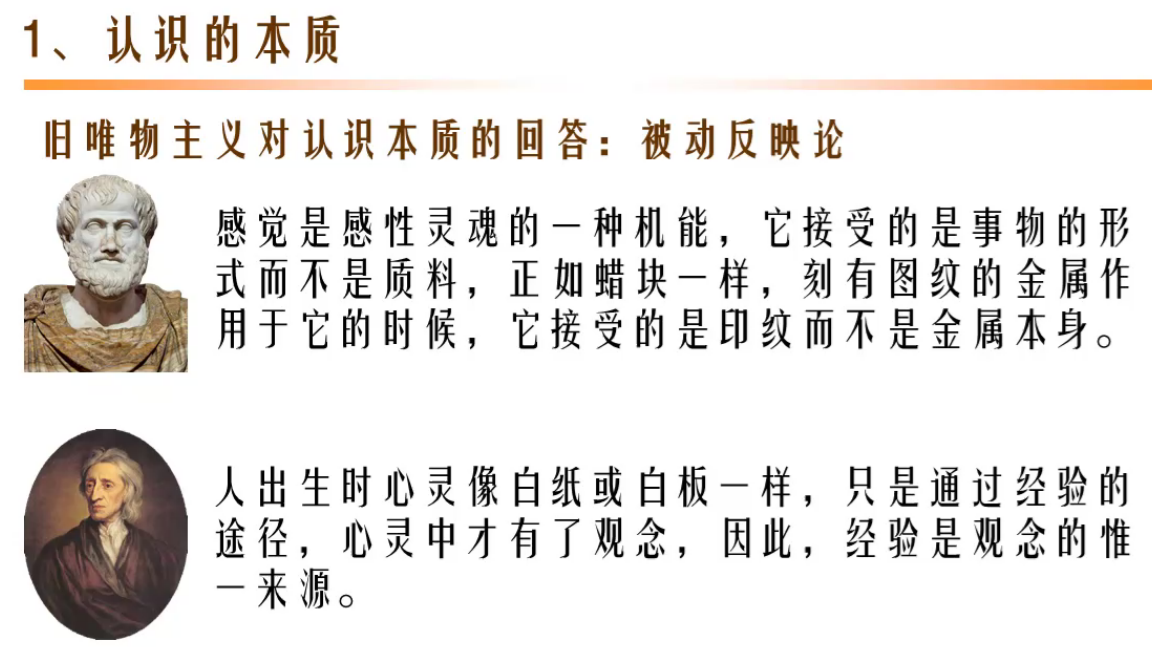 1、认识的本质
旧唯物主义对认识本质的回答：被动反映论
感觉是感性灵魂的一种机能，它接受的是事物的形
式而不是质料，正如蜡块一样，刻有图纹的金属作
用于它的时候，它接受的是印纹而不是金属本身。
人出生时心灵像白纸或白板一样，只是通过经验的
途径，心灵中才有了观念，因此，经验是观念的惟
一来源。